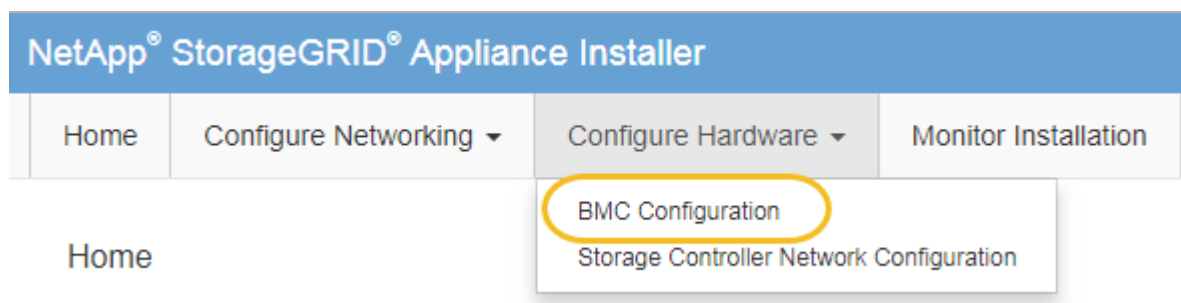 NetApp® StorageGRID® Appliance Installer
Home Configure Networking Configure Hardware Monitor Installation
BMC Configuration
Home
Storage Controller Network Configuration